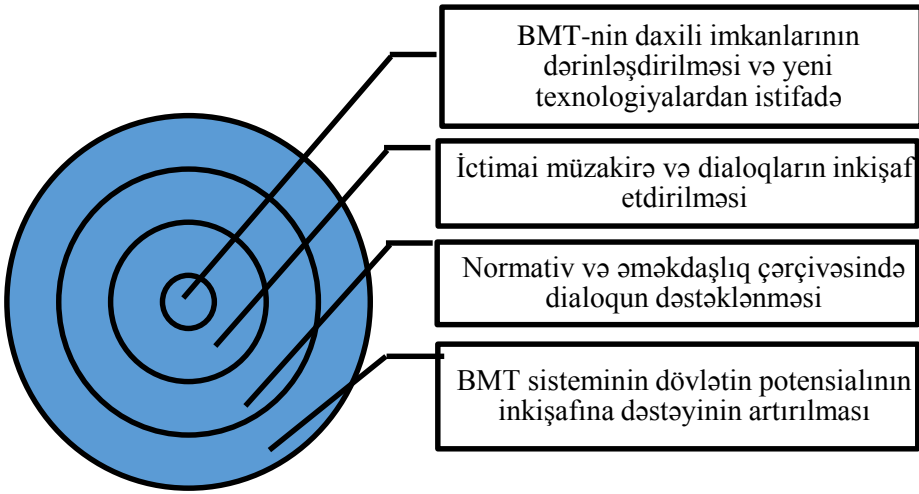 BMT-nin daxili imkanlarının
dərinləşdirilməsi və yeni
texnologiyalardan istifadə
İctimai müzakirə və dialoqların inkişaf
etdirilməsi
Normativ və əməkdaşlıq çərçivəsində
dialoqun dəstəklənməsi
BMT sisteminin dövlətin potensialının
inkişafına dəstəyinin artırılması